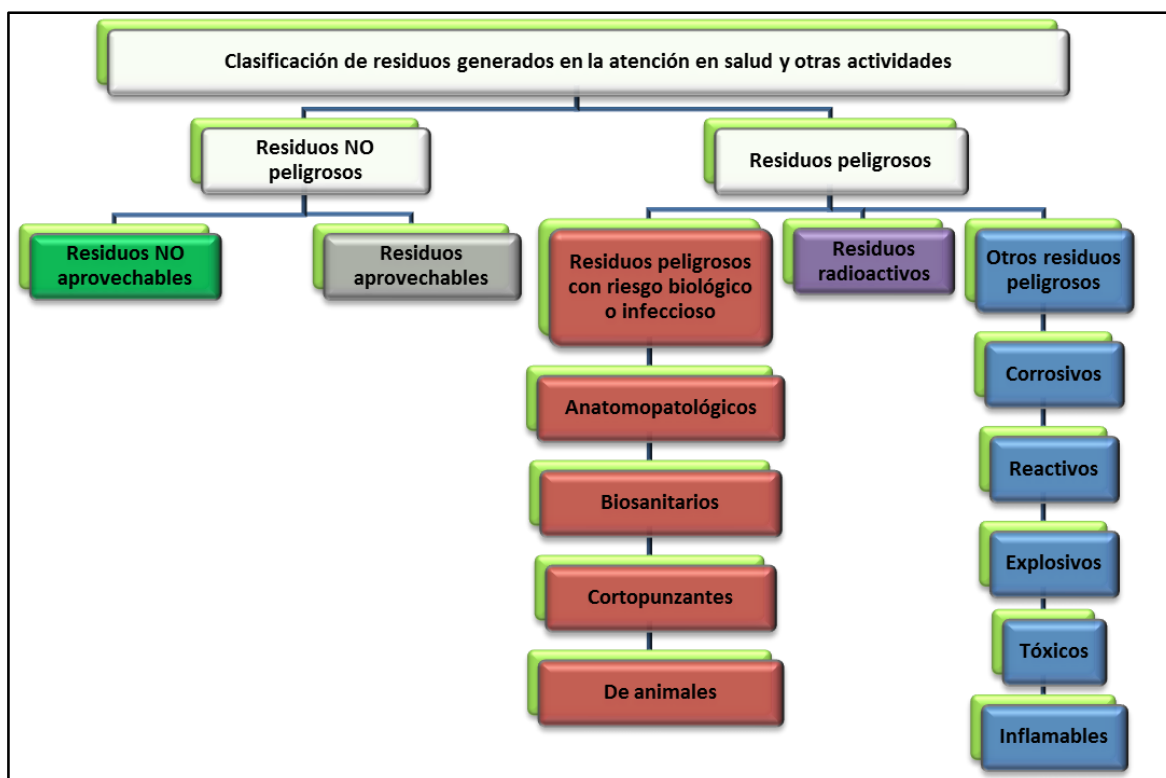 Clasificación de residuos generados en la atención en salud y otras actividades
Residuos NO
peligrosos
Residuos peligrosos
Residuos NO
aprovechables
Residuos
aprovechables
Residuos peligrosos
con riesgo biológico
o infeccioso
Residuos
radioactivos
Otros residuos
peligrosos
Anatomopatológicos
Biosanitarios
Cortopunzantes
De animales
Corrosivos
Reactivos
Explosivos
Tóxicos
Inflamables